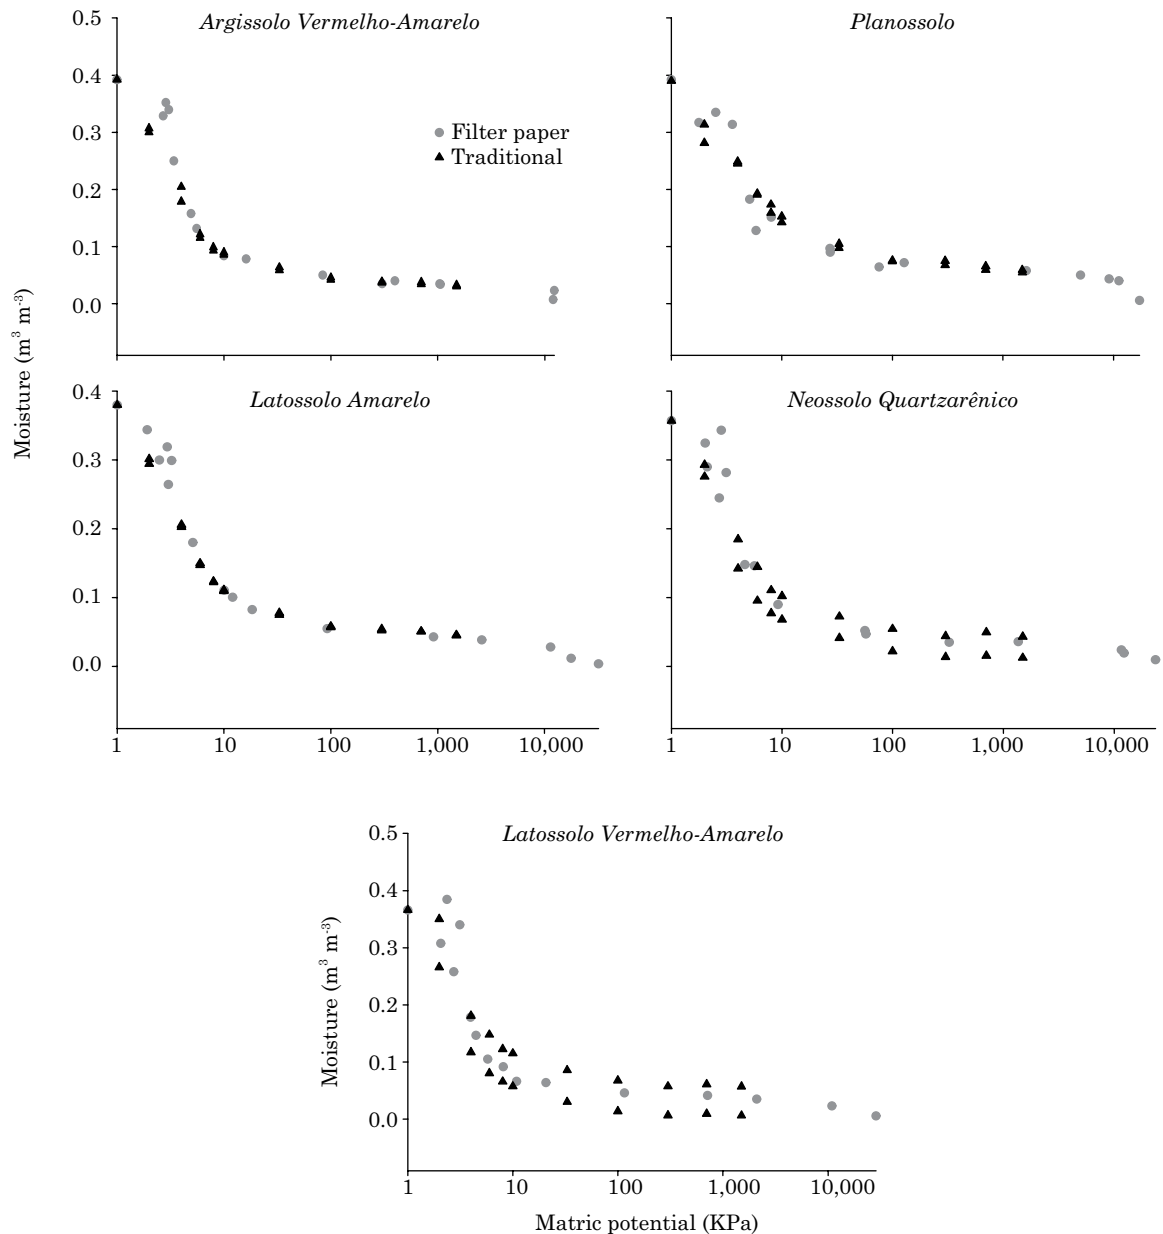 Argissolo Vermelho-Amarelo
Planossolo
0.5
0.4
0.3
0.2
0.1
0.0
Filter paper
Traditional
Moisture (m³ m⁻³)
Latossolo Amarelo
Neossolo Quartzarênico
0.4
0.3
0.2
0.1
0.0
1 10 100 1,000 10,000
1 10 100 1,000 10,000
Latossolo Vermelho-Amarelo
0.5
0.4
0.3
0.2
0.1
0.0
Moisture (m³ m⁻³)
1 10 100 1,000 10,000
Matric potential (KPa)